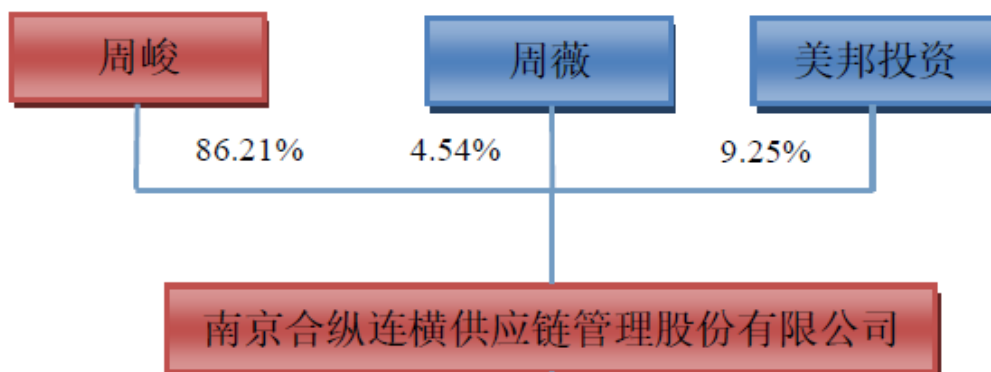 周峻
周薇
美邦投资
86.21%
4.54%
9.25%
南京合纵连横供应链管理股份有限公司